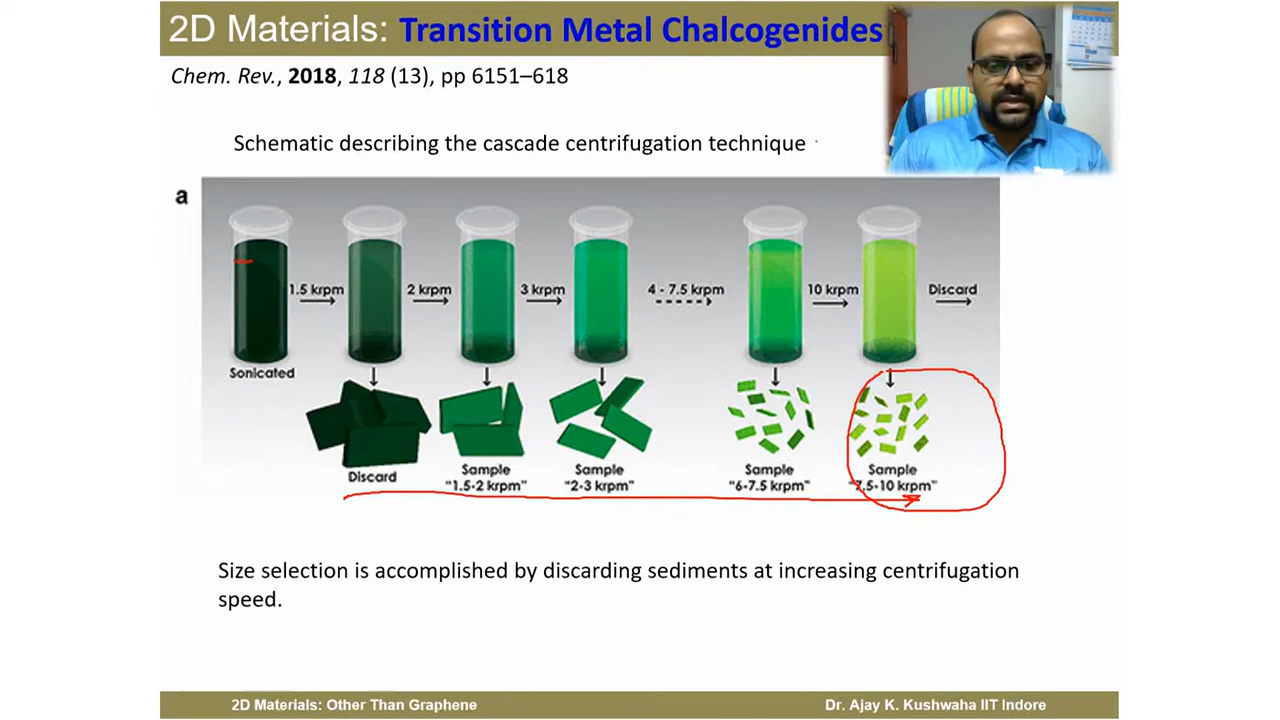 2D Materials: Transition Metal Chalcogenides
Chem. Rev., 2018, 118 (13), pp 6151–618
Schematic describing the cascade centrifugation technique
a
1.5 krpm
2 krpm
3 krpm
4 - 7.5 krpm
10 krpm
Discard
Sonicated
Discard
Sample
"1.5-2 krpm"
Sample
"2-3 krpm"
Sample
"6-7.5 krpm"
Sample
"7.5-10 krpm"
Size selection is accomplished by discarding sediments at increasing centrifugation
speed.
2D Materials: Other Than Graphene
Dr. Ajay K. Kushwaha IIT Indore